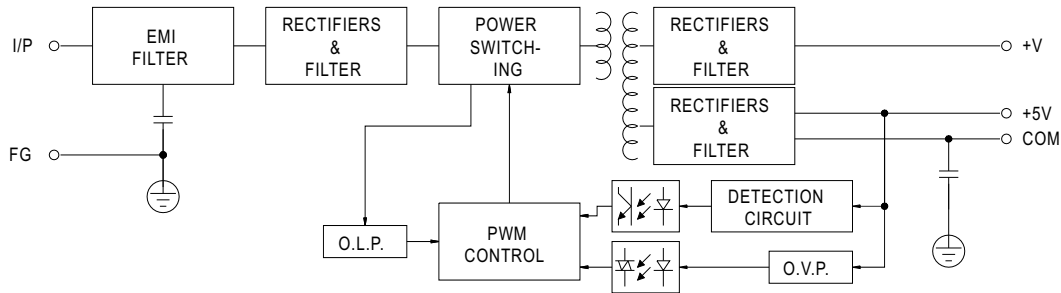 I/P
EMI
FILTER
RECTIFIERS
&
FILTER
POWER
SWITCH-
ING
RECTIFIERS
&
FILTER
+V
RECTIFIERS
&
FILTER
+5V
COM
FG
DETECTION
CIRCUIT
O.L.P.
PWM
CONTROL
O.V.P.